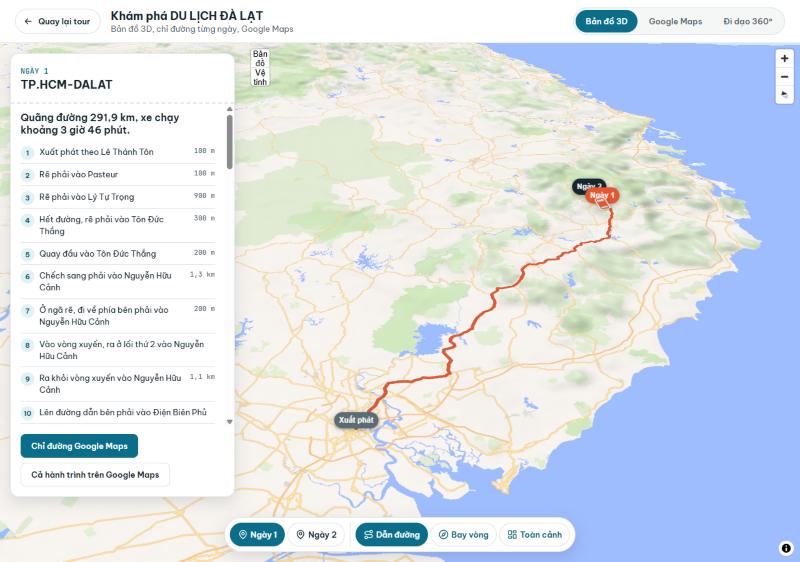 Quay lại tour
Khám phá DU LỊCH ĐÀ LẠT
Bản đồ 3D, chỉ đường từng ngày, Google Maps
Bản đồ 3D
Google Maps
Đi dạo 360°
NGÀY 1
TP.HCM-DALAT
Quãng đường 291,9 km, xe chạy
khoảng 3 giờ 46 phút.
1 Xuất phát theo Lê Thánh Tôn 100 m
2 Rẽ phải vào Pasteur 100 m
3 Rẽ phải vào Lý Tự Trọng 900 m
4 Hết đường, rẽ phải vào Tôn Đức 300 m
Thắng
5 Quay đầu vào Tôn Đức Thắng 200 m
6 Chếch sang phải vào Nguyễn Hữu 1,3 km
Cảnh
7 Ở ngã rẽ, đi về phía bên phải vào 200 m
Nguyễn Hữu Cảnh
8 Vào vòng xuyến, ra ở lối thứ 2 vào Nguyễn
Hữu Cảnh
9 Ra khỏi vòng xuyến vào Nguyễn Hữu 1,1 km
Cảnh
10 Lên đường dẫn bên phải vào Điện Biên Phủ
Chỉ đường Google Maps
Cả hành trình trên Google Maps
Bản
đồ
Vệ
tinh
Ngày 2
Ngày 1
Xuất phát
Ngày 1
Ngày 2
Dẫn đường
Bay vòng
Toàn cảnh